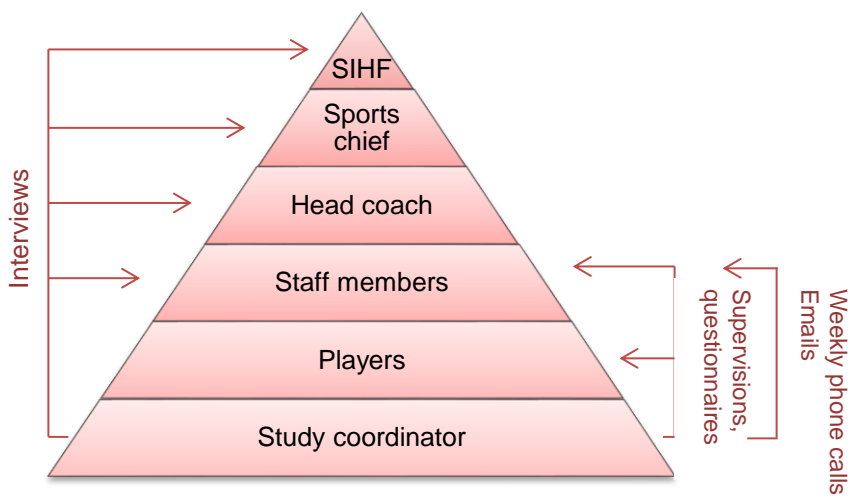 SIHF
Sports
chief
Head coach
Staff members
Players
Study coordinator
Interviews
Supervisions,
questionnaires
Weekly phone calls
Emails